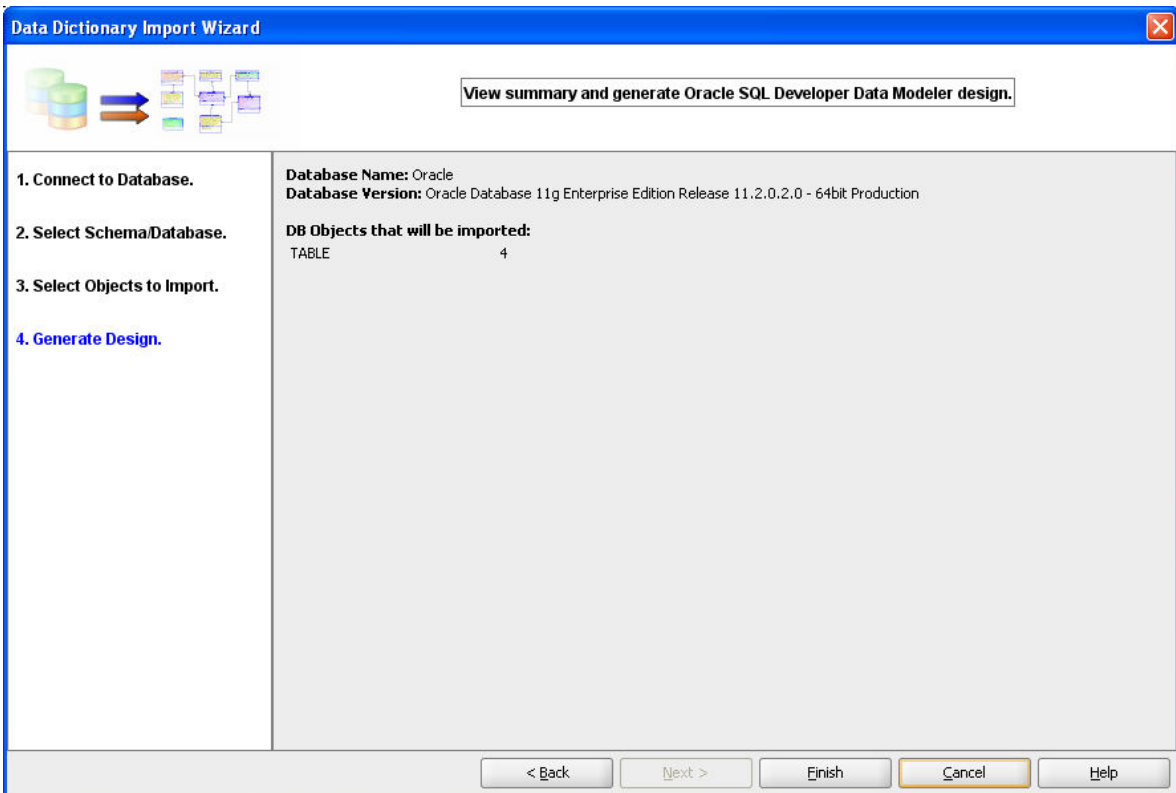 Data Dictionary Import Wizard
View summary and generate Oracle SQL Developer Data Modeler design.
1. Connect to Database.
2. Select Schema/Database.
3. Select Objects to Import.
4. Generate Design.
Database Name: Oracle
Database Version: Oracle Database 11g Enterprise Edition Release 11.2.0.2.0 - 64bit Production
DB Objects that will be imported:
TABLE 4
< Back Next > Finish Cancel Help